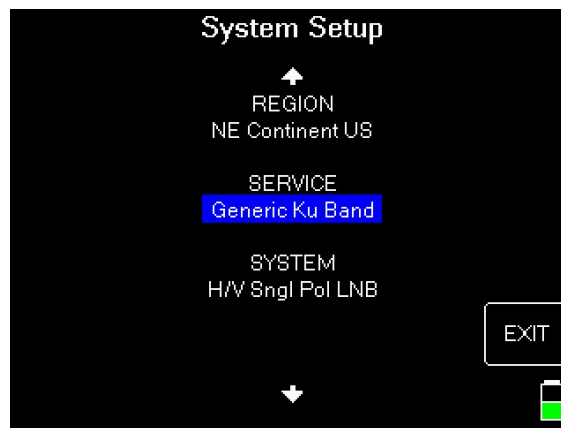 System Setup
REGION
NE Continent US
SERVICE
Generic Ku Band
SYSTEM
H/V Sngl Pol LNB
EXIT